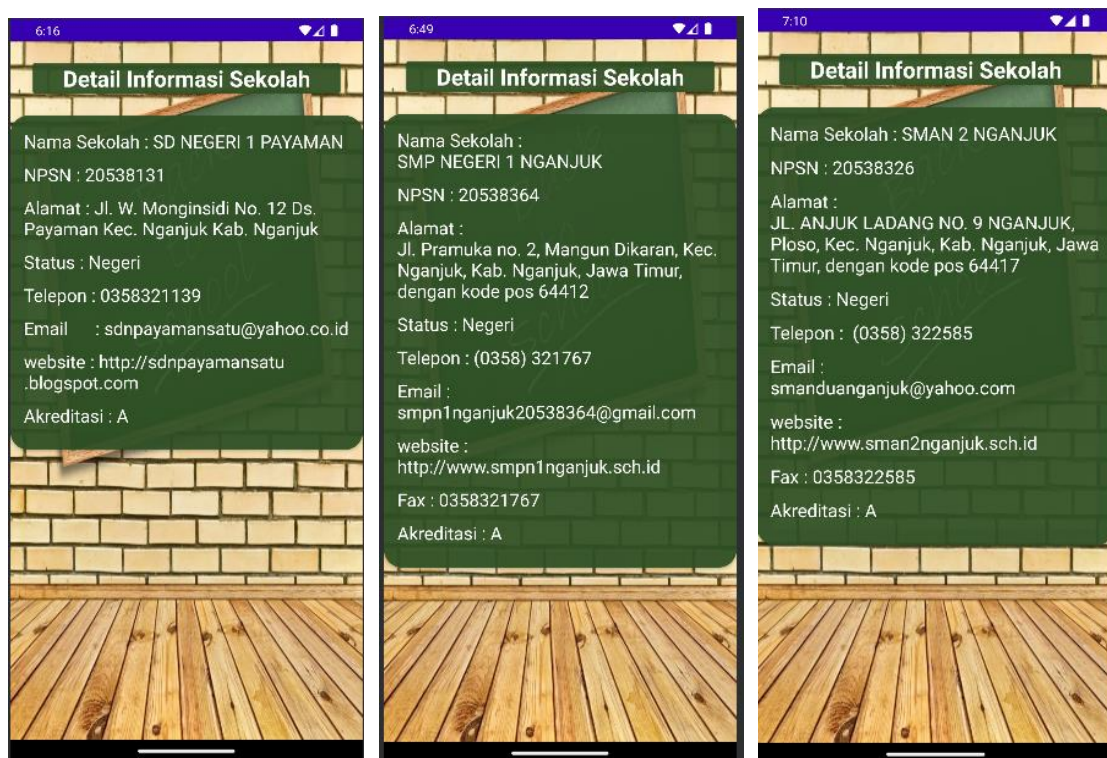 6:16
Detail Informasi Sekolah
Nama Sekolah : SD NEGERI 1 PAYAMAN
NPSN : 20538131
Alamat : Jl. W. Monginsidi No. 12 Ds.
Payaman Kec. Nganjuk Kab. Nganjuk
Status : Negeri
Telepon : 0358321139
Email : sdnpayamansatu@yahoo.co.id
website : http://sdnpayamansatu
.blogspot.com
Akreditasi : A
6:49
Detail Informasi Sekolah
Nama Sekolah :
SMP NEGERI 1 NGANJUK
NPSN : 20538364
Alamat :
Jl. Pramuka no. 2, Mangun Dikaran, Kec.
Nganjuk, Kab. Nganjuk, Jawa Timur,
dengan kode pos 64412
Status : Negeri
Telepon : (0358) 321767
Email :
smpn1nganjuk20538364@gmail.com
website :
http://www.smpn1nganjuk.sch.id
Fax : 0358321767
Akreditasi : A
7:10
Detail Informasi Sekolah
Nama Sekolah : SMAN 2 NGANJUK
NPSN : 20538326
Alamat :
JL. ANJUK LADANG NO. 9 NGANJUK,
Ploso, Kec. Nganjuk, Kab. Nganjuk, Jawa
Timur, dengan kode pos 64417
Status : Negeri
Telepon : (0358) 322585
Email :
smanduanganjuk@yahoo.com
website :
http://www.sman2nganjuk.sch.id
Fax : 0358322585
Akreditasi : A